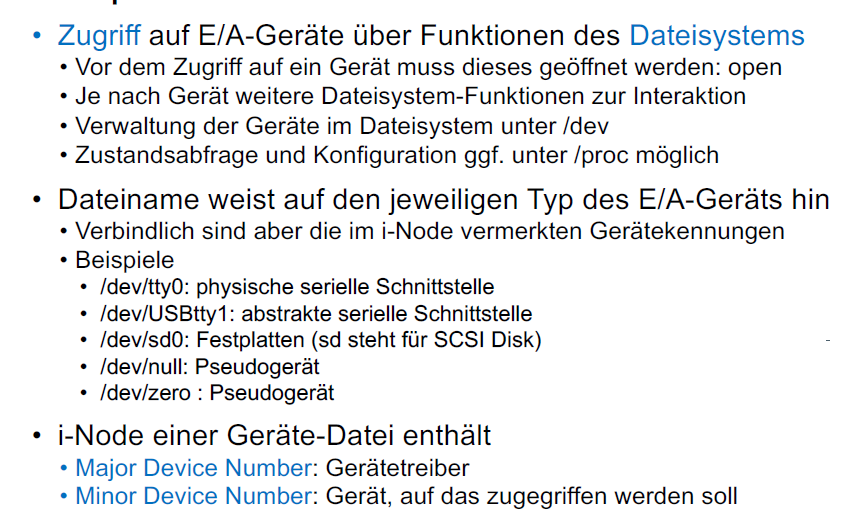 • Zugriff auf E/A-Geräte über Funktionen des Dateisystems
• Vor dem Zugriff auf ein Gerät muss dieses geöffnet werden: open
• Je nach Gerät weitere Dateisystem-Funktionen zur Interaktion
• Verwaltung der Geräte im Dateisystem unter /dev
• Zustandsabfrage und Konfiguration ggf. unter /proc möglich
• Dateiname weist auf den jeweiligen Typ des E/A-Geräts hin
• Verbindlich sind aber die im i-Node vermerkten Gerätekennungen
• Beispiele
• /dev/tty0: physische serielle Schnittstelle
• /dev/USBtty1: abstrakte serielle Schnittstelle
• /dev/sd0: Festplatten (sd steht für SCSI Disk)
• /dev/null: Pseudogerät
• /dev/zero : Pseudogerät
• i-Node einer Geräte-Datei enthält
• Major Device Number: Gerätetreiber
• Minor Device Number: Gerät, auf das zugegriffen werden soll